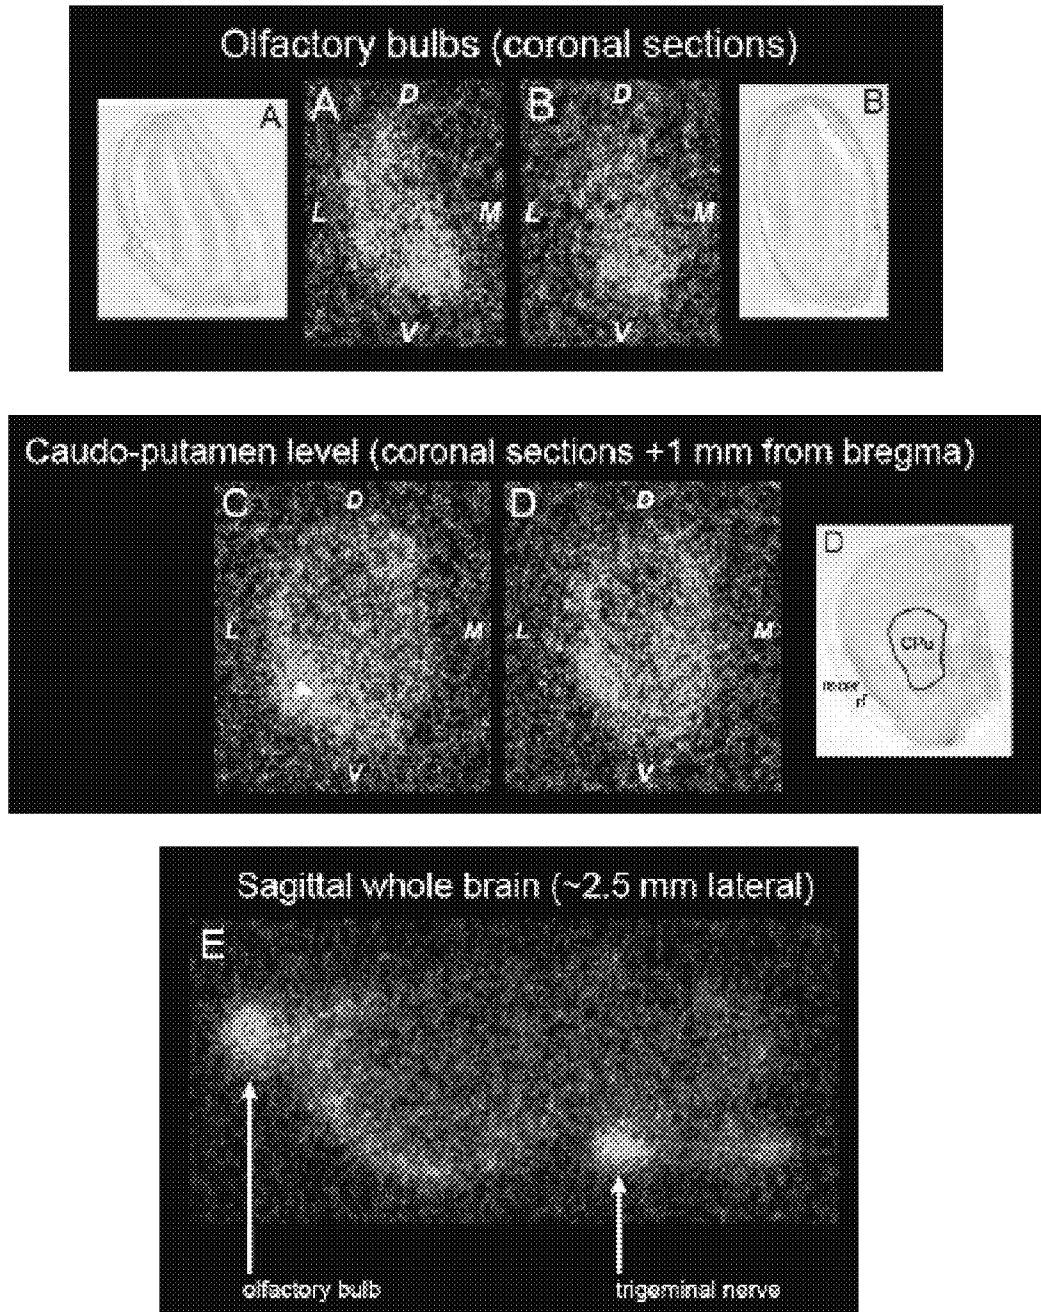 Olfactory bulbs (coronal sections)
A
A
D
L
M
V
B
D
L
M
V
B
Caudo-putamen level (coronal sections +1 mm from bregma)
C
D
L
M
V
D
D
L
M
V
D
CPu
rf
Sagittal whole brain (~2.5 mm lateral)
E
olfactory bulb
trigeminal nerve